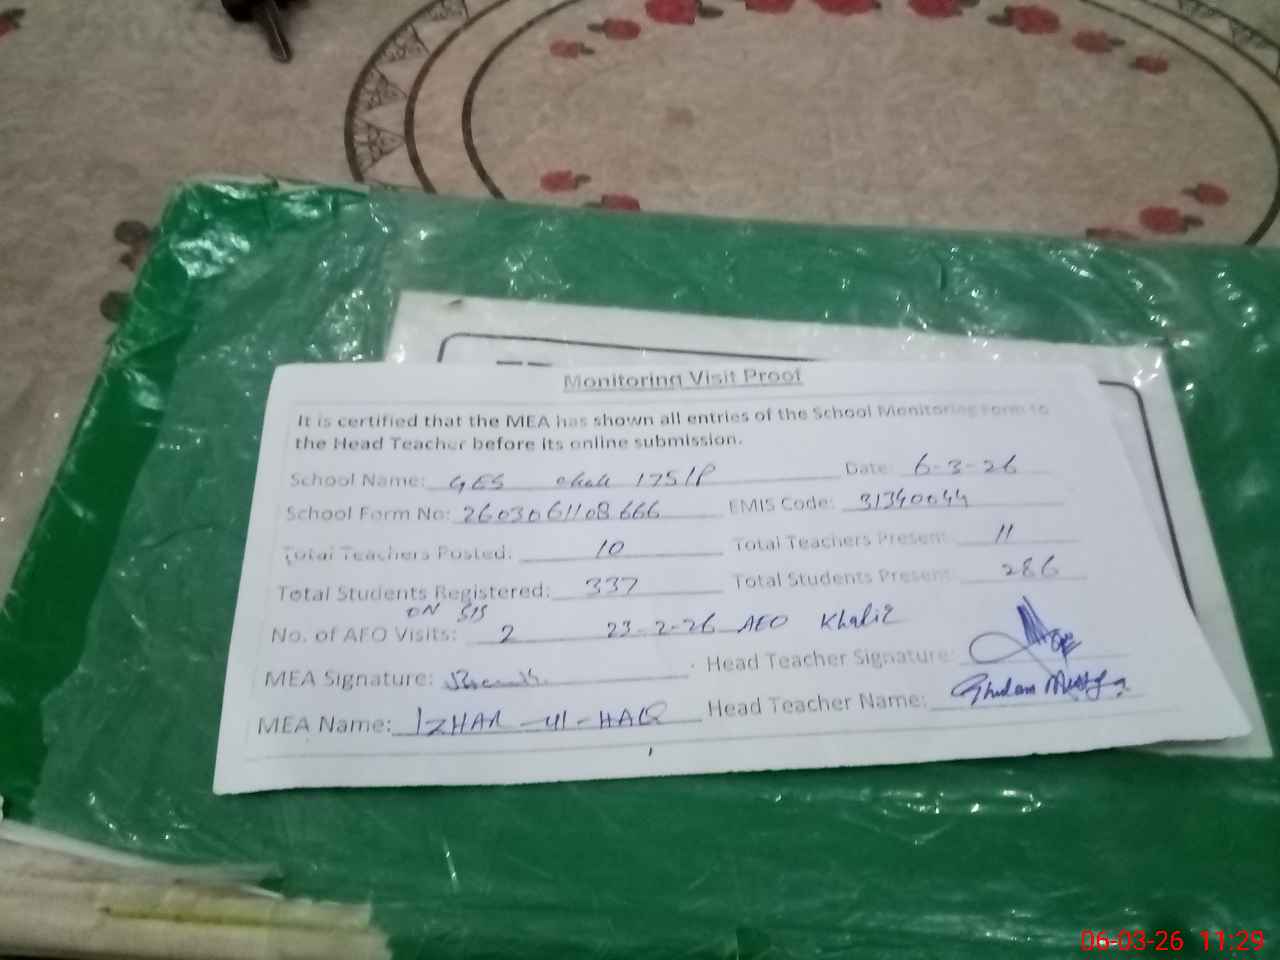 Monitoring Visit Proof
It is certified that the MEA has shown all entries of the School Monitoring Form to
the Head Teacher before its online submission.
School Name: GES chak 175/P Date: 6-3-26
School Form No: 2603061108666 EMIS Code: 31340044
Total Teachers Posted: 10 Total Teachers Present: 11
Total Students Registered: 337 Total Students Present: 286
ON SIS
No. of AEO Visits: 2 23-2-26 AEO Khaliz
MEA Signature: Head Teacher Signature:
MEA Name: IZHAR-ul-HAQ Head Teacher Name: Ghulam
06-03-26 11:29